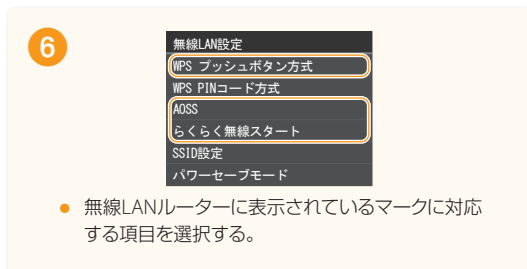 6
無線LAN設定
WPS プッシュボタン方式
WPS PINコード方式
AOSS
らくらく無線スタート
SSID設定
パワーセーブモード
● 無線LANルーターに表示されているマークに対応
する項目を選択する。